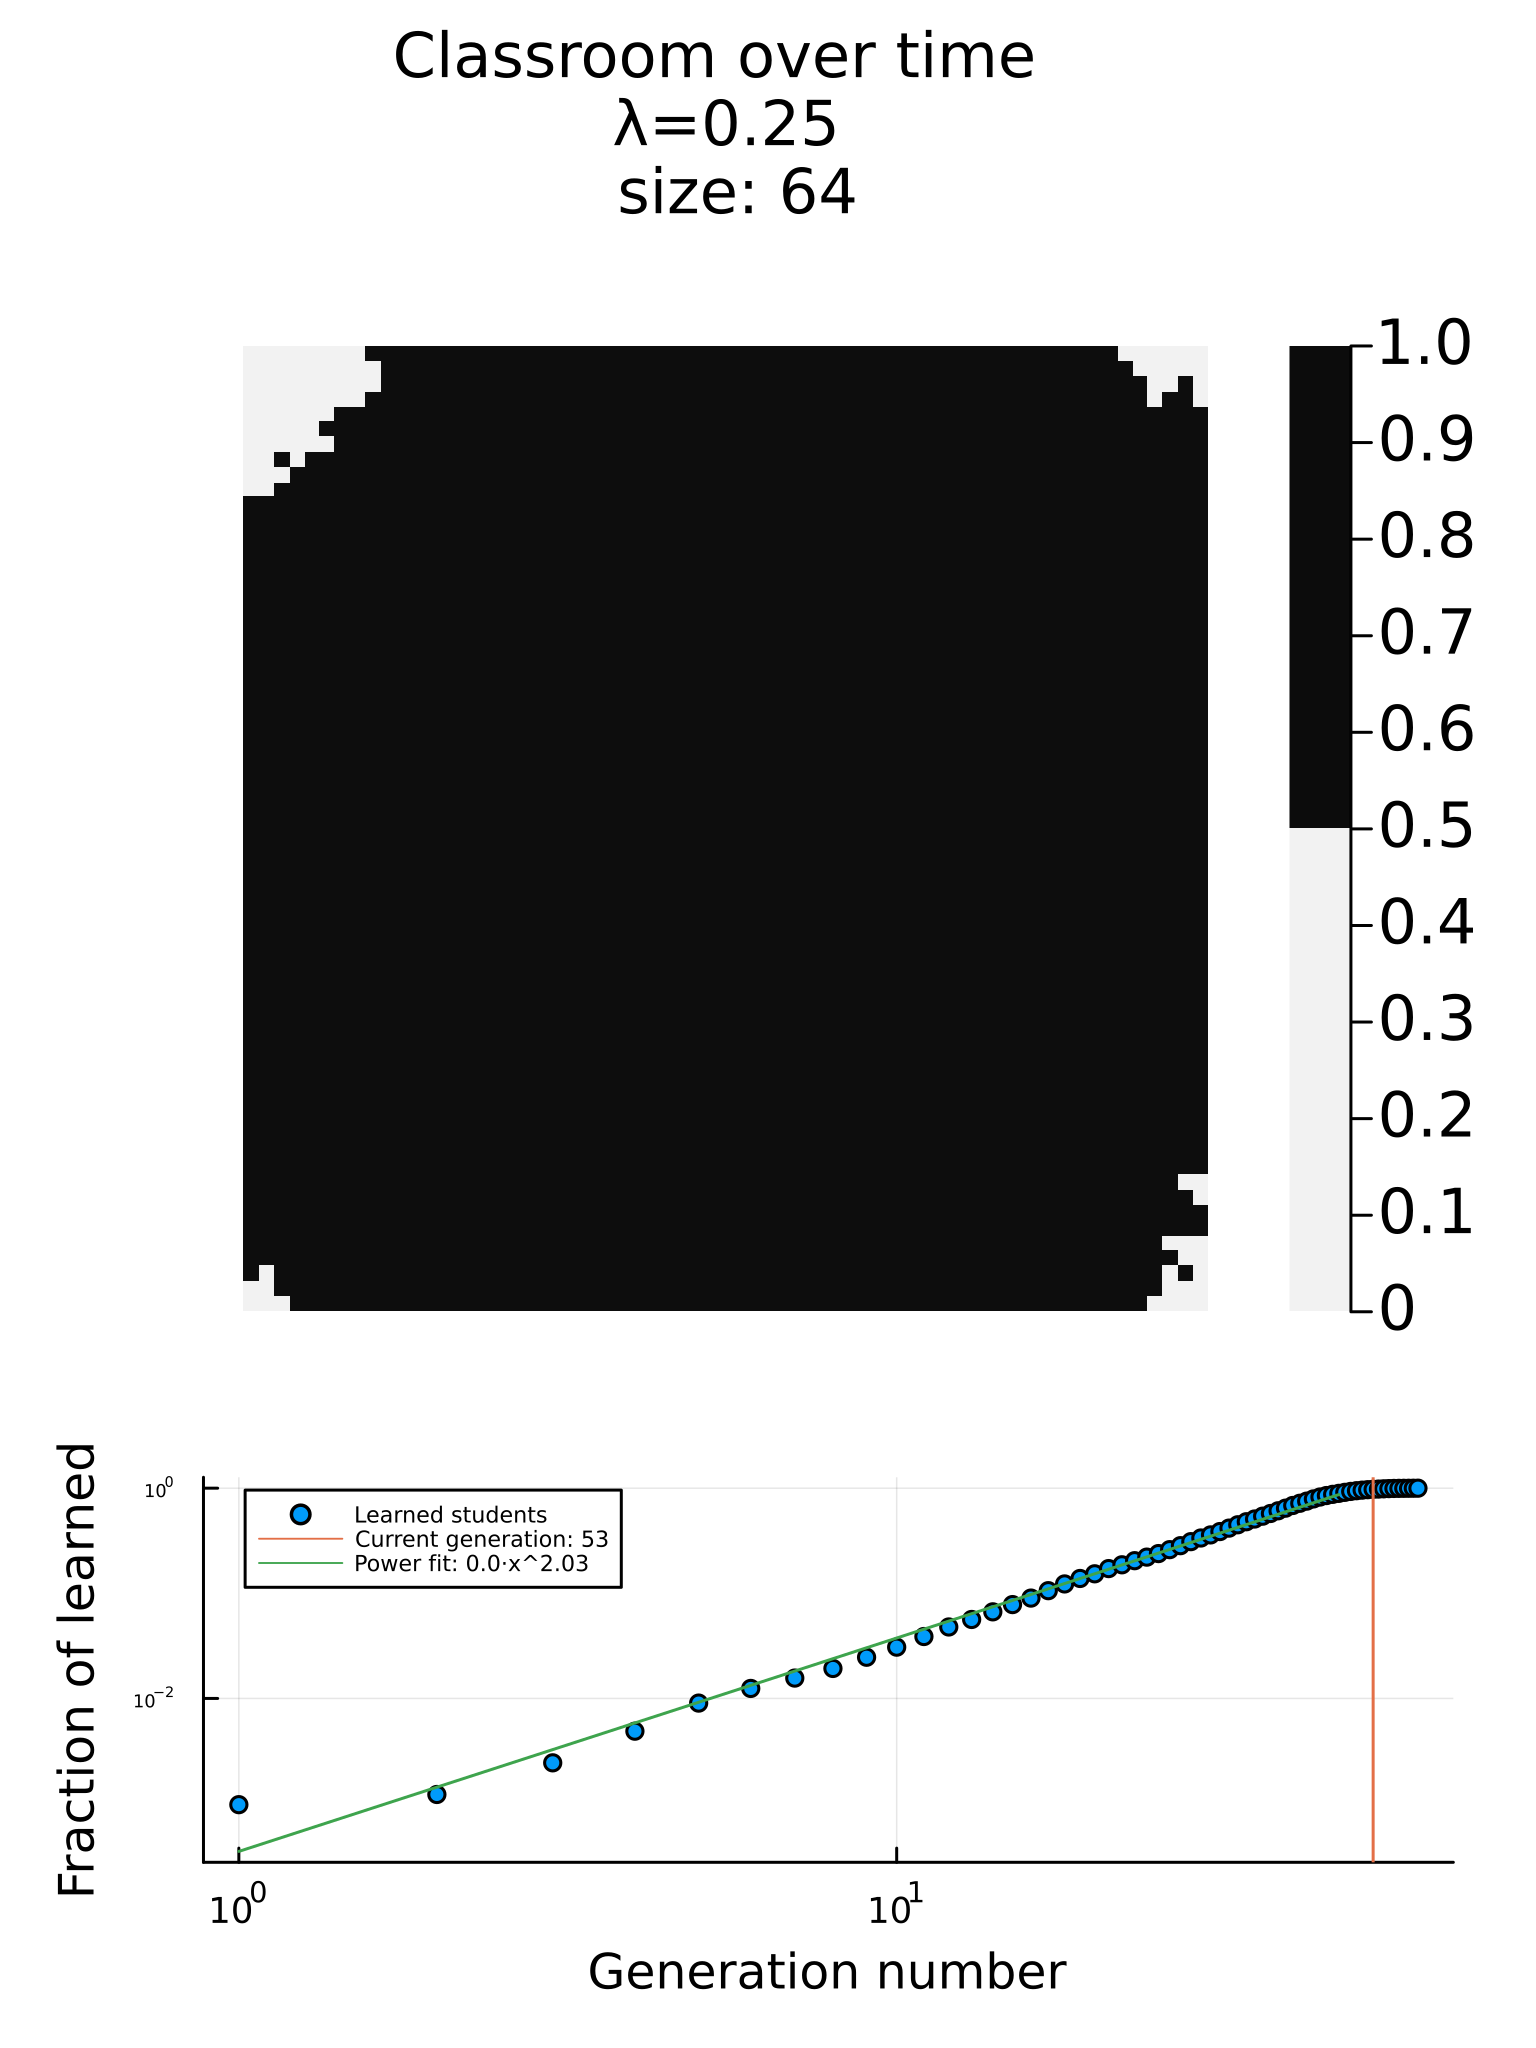 Classroom over time
λ=0.25
size: 64
1.0
0.9
0.8
0.7
0.6
0.5
0.4
0.3
0.2
0.1
0
Fraction of learned
10^0
10^−2
Learned students
Current generation: 53
Power fit: 0.0·x^2.03
10^0
10^1
Generation number